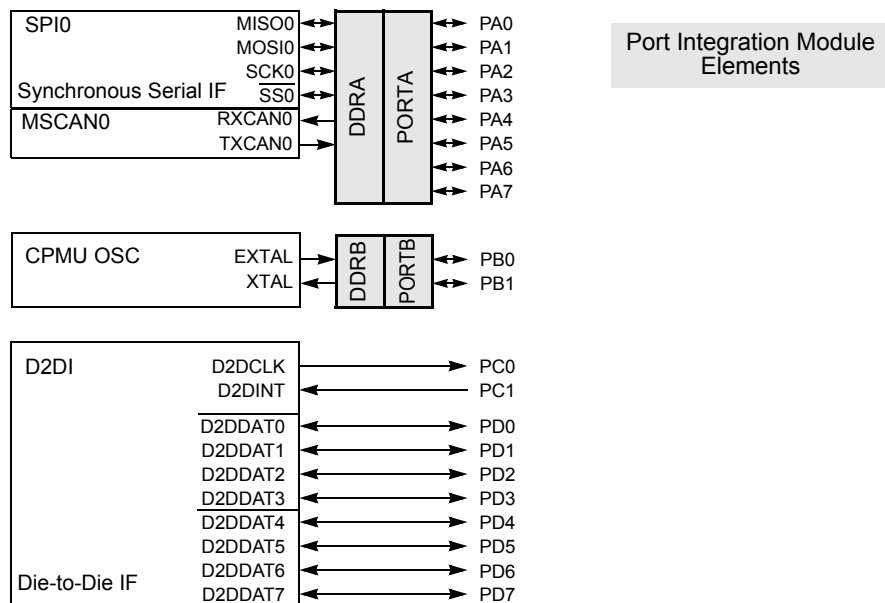 SPI0
MISO0
PA0
MOSI0
PA1
SCK0
PA2
Synchronous Serial IF
SS0
PA3
MSCAN0
RXCAN0
PA4
TXCAN0
PA5
PA6
PA7
DDRA
PORTA
Port Integration Module
Elements
CPMU OSC
EXTAL
PB0
XTAL
PB1
DDRB
PORTB
D2DI
D2DCLK
PC0
D2DINT
PC1
D2DDAT0
PD0
D2DDAT1
PD1
D2DDAT2
PD2
D2DDAT3
PD3
D2DDAT4
PD4
D2DDAT5
PD5
D2DDAT6
PD6
Die-to-Die IF
D2DDAT7
PD7